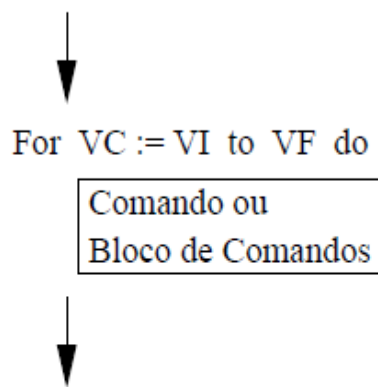 For VC := VI to VF do
Comando ou
Bloco de Comandos